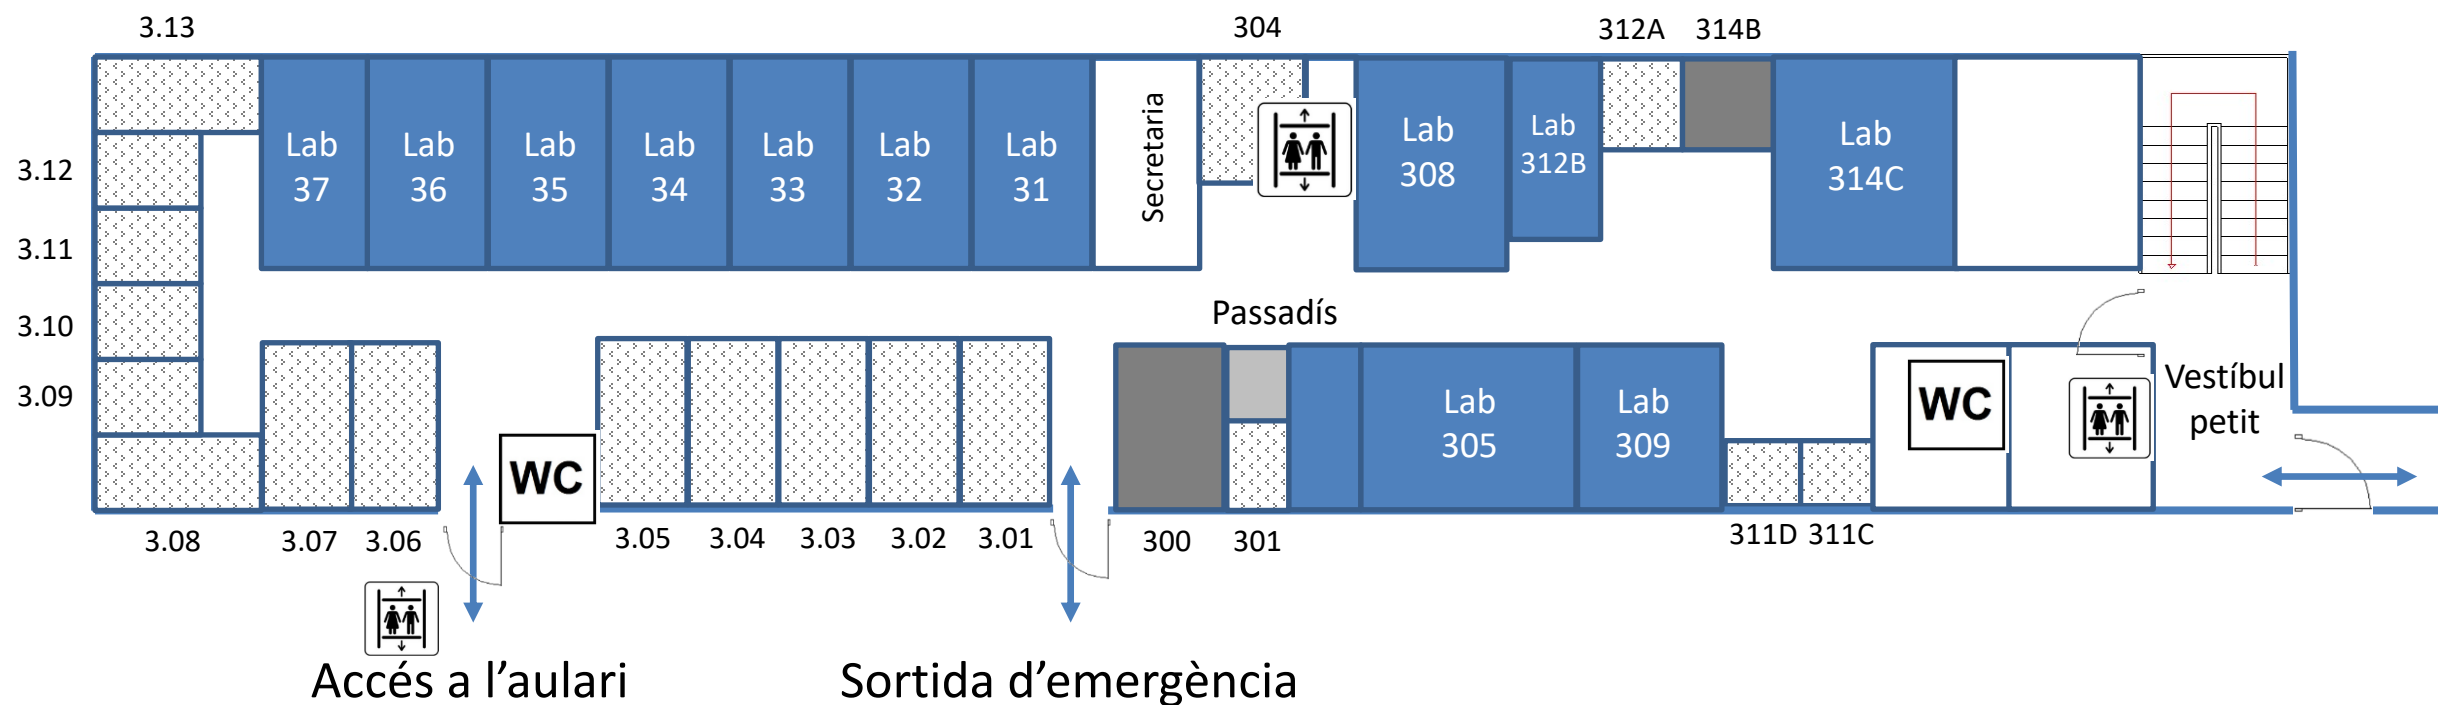 3.13
304
312A
314B
Lab
37
Lab
36
Lab
35
Lab
34
Lab
33
Lab
32
Lab
31
Secretaria
Lab
308
Lab
312B
Lab
314C
3.12
3.11
3.10
3.09
Passadís
Lab
305
Lab
309
WC
Vestíbul
petit
WC
3.08
3.07
3.06
3.05
3.04
3.03
3.02
3.01
300
301
311D
311C
Accés a l’aulari
Sortida d’emergència